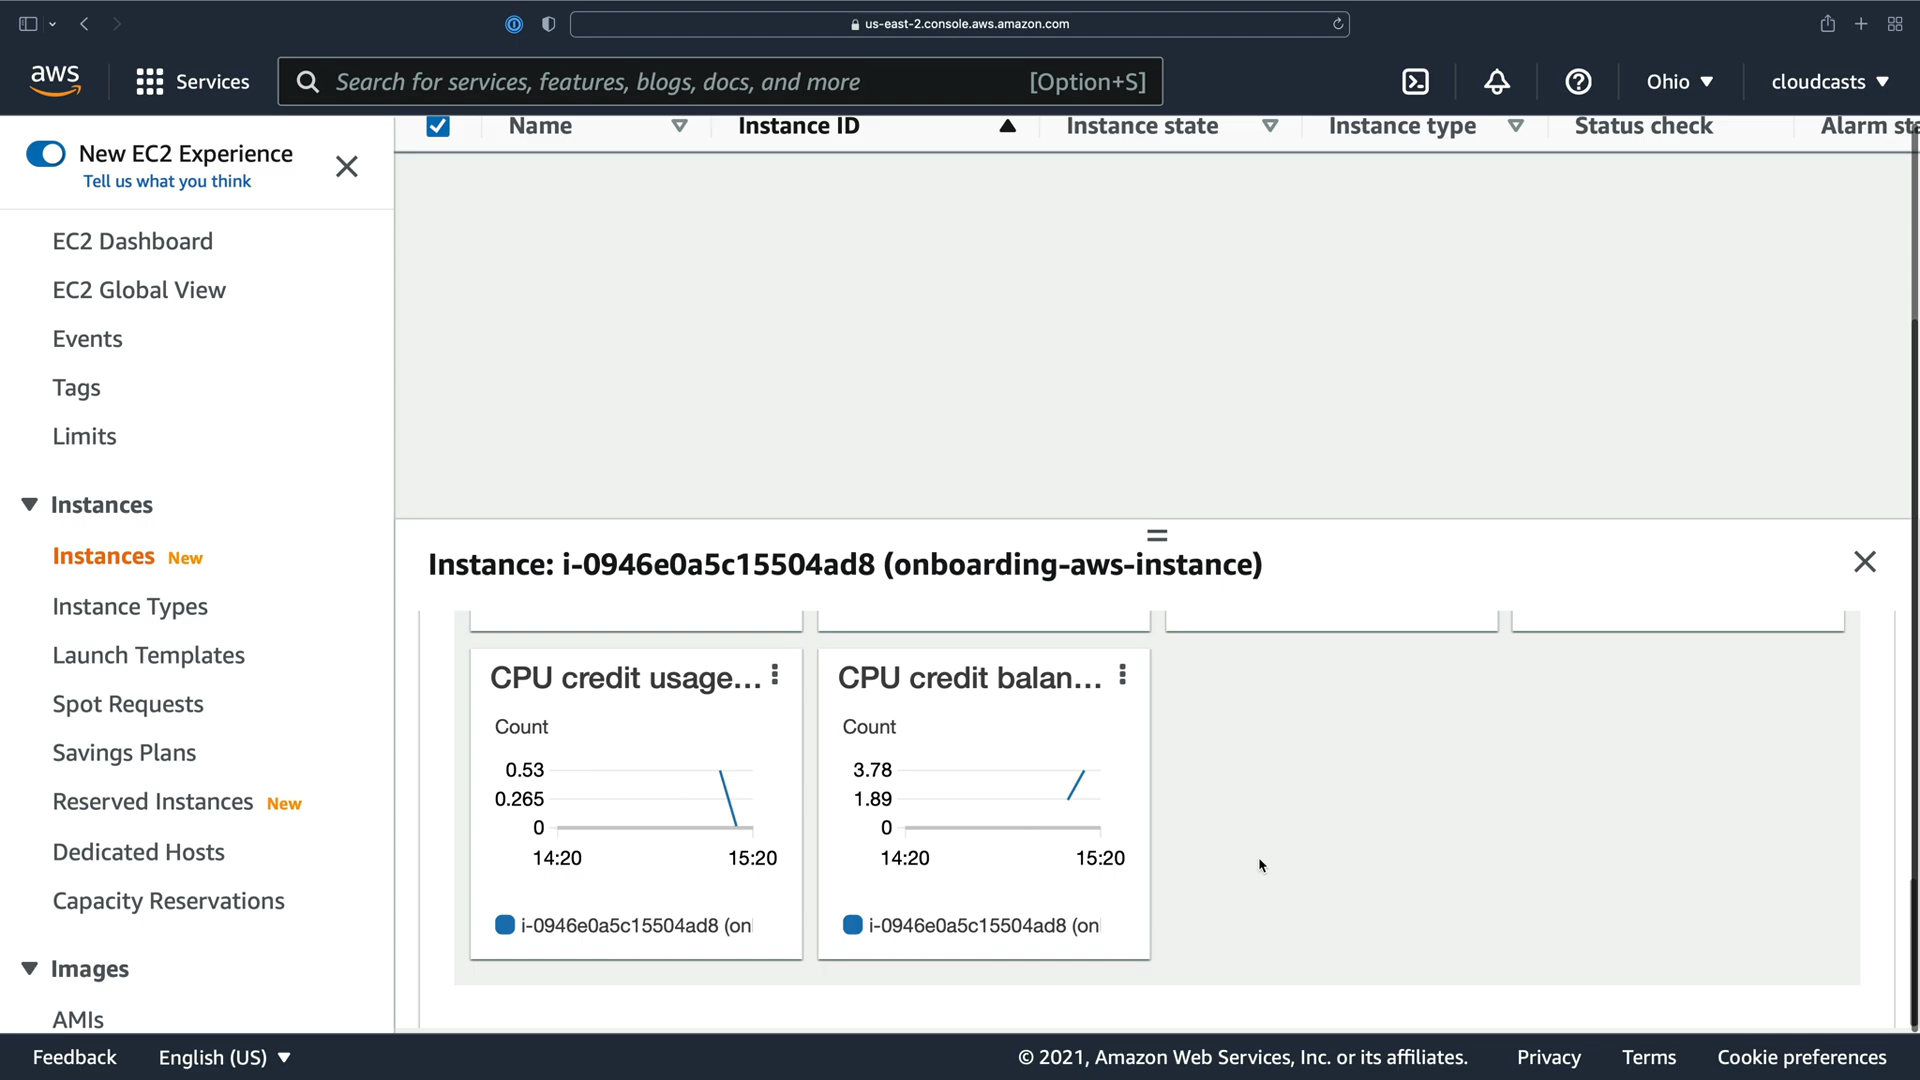 us-east-2.console.aws.amazon.com
aws
Services
Search for services, features, blogs, docs, and more
[Option+S]
Ohio
cloudcasts
New EC2 Experience
Tell us what you think
EC2 Dashboard
EC2 Global View
Events
Tags
Limits
Instances
Instances New
Instance Types
Launch Templates
Spot Requests
Savings Plans
Reserved Instances New
Dedicated Hosts
Capacity Reservations
Images
AMIs
Name
Instance ID
Instance state
Instance type
Status check
Alarm sta
Instance: i-0946e0a5c15504ad8 (onboarding-aws-instance)
CPU credit usage...
Count
0.53
0.265
0
14:20
15:20
i-0946e0a5c15504ad8 (on
CPU credit balan...
Count
3.78
1.89
0
14:20
15:20
i-0946e0a5c15504ad8 (on
Feedback
English (US)
© 2021, Amazon Web Services, Inc. or its affiliates.
Privacy
Terms
Cookie preferences